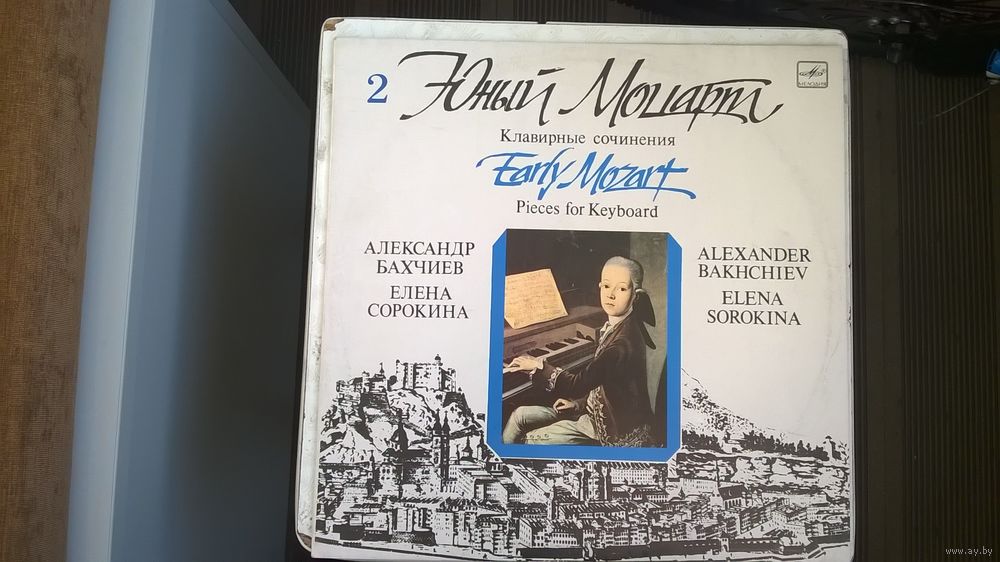 2
Юный Моцарт
МЕЛОДИЯ
Клавирные сочинения
Early Mozart
Pieces for Keyboard
АЛЕКСАНДР
БАХЧИЕВ
ЕЛЕНА
СОРОКИНА
ALEXANDER
BAKHCHIEV
ELENA
SOROKINA
www.ay.by